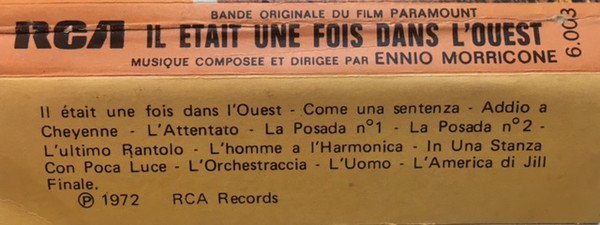 BANDE ORIGINALE DU FILM PARAMOUNT
RCA IL ETAIT UNE FOIS DANS L'OUEST
MUSIQUE COMPOSEE ET DIRIGEE PAR ENNIO MORRICONE
6.003
Il était une fois dans l'Ouest - Come una sentenza - Addio a
Cheyenne - L'Attentato - La Posada nº1 - La Posada nº2 -
L'ultimo Rantolo - L'homme a l'Harmonica - In Una Stanza
Con Poca Luce - L'Orchestraccia - L'Uomo - L'America di Jill
Finale.
℗ 1972 RCA Records